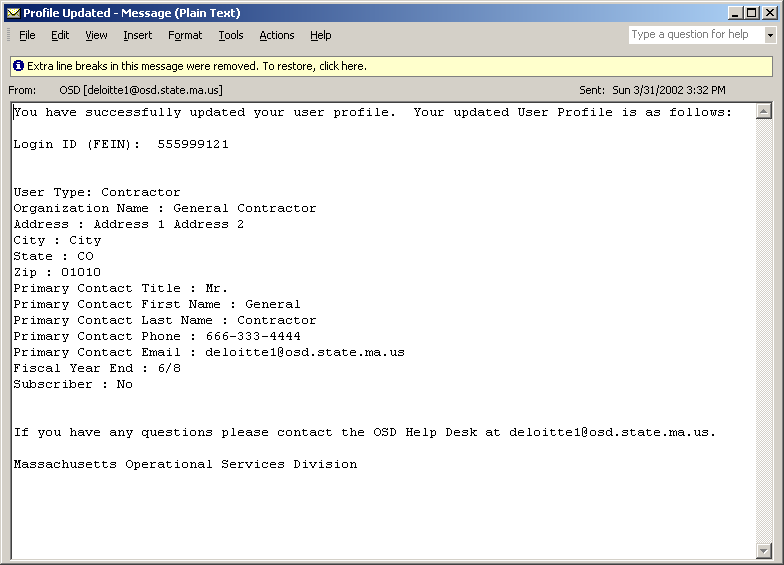 Profile Updated - Message (Plain Text)
File Edit View Insert Format Tools Actions Help Type a question for help
Extra line breaks in this message were removed. To restore, click here.
From: OSD [deloitte1@osd.state.ma.us] Sent: Sun 3/31/2002 3:32 PM
You have successfully updated your user profile.  Your updated User Profile is as follows:
Login ID (FEIN):  555999121
User Type: Contractor
Organization Name : General Contractor
Address : Address 1 Address 2
City : City
State : CO
Zip : 01010
Primary Contact Title : Mr.
Primary Contact First Name : General
Primary Contact Last Name : Contractor
Primary Contact Phone : 666-333-4444
Primary Contact Email : deloitte1@osd.state.ma.us
Fiscal Year End : 6/8
Subscriber : No
If you have any questions please contact the OSD Help Desk at deloitte1@osd.state.ma.us.
Massachusetts Operational Services Division